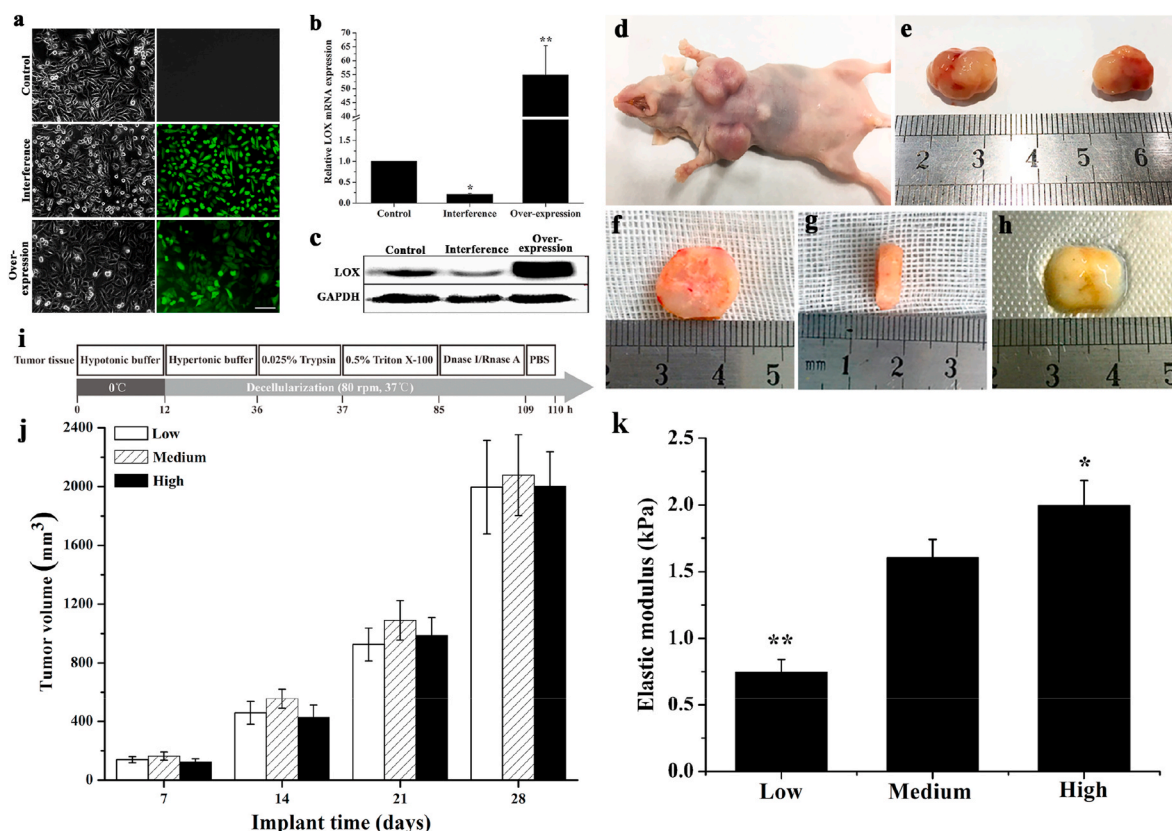 a
Control
Interference
Over-
expression
b
Relative LOX mRNA expression
70
65
60
55
50
45
40
1.0
0.5
0.0
**
*
Control
Interference
Over-expression
c
Control
Interference
Over-
expression
LOX
GAPDH
d
e
2
3
4
5
6
f
3
4
5
g
mm
1
2
3
h
3
4
5
i
Tumor tissue
Hypotonic buffer
Hypertonic buffer
0.025% Trypsin
0.5% Triton X-100
Dnase I/Rnase A
PBS
0℃
Decellularization (80 rpm, 37℃)
0
12
36
37
85
109
110 h
j
Low
Medium
High
Tumor volume (mm³)
2400
2000
1600
1200
800
400
0
7
14
21
28
Implant time (days)
k
Elastic modulus (kPa)
2.5
2.0
1.5
1.0
0.5
0.0
**
*
Low
Medium
High